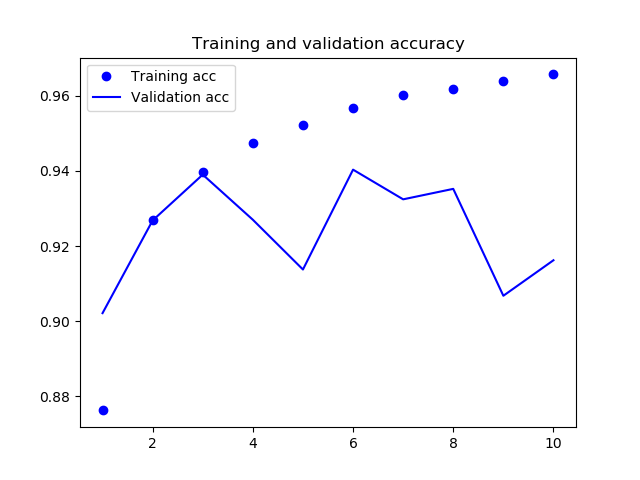 Training and validation accuracy
Training acc
Validation acc
0.96
0.94
0.92
0.90
0.88
2 4 6 8 10